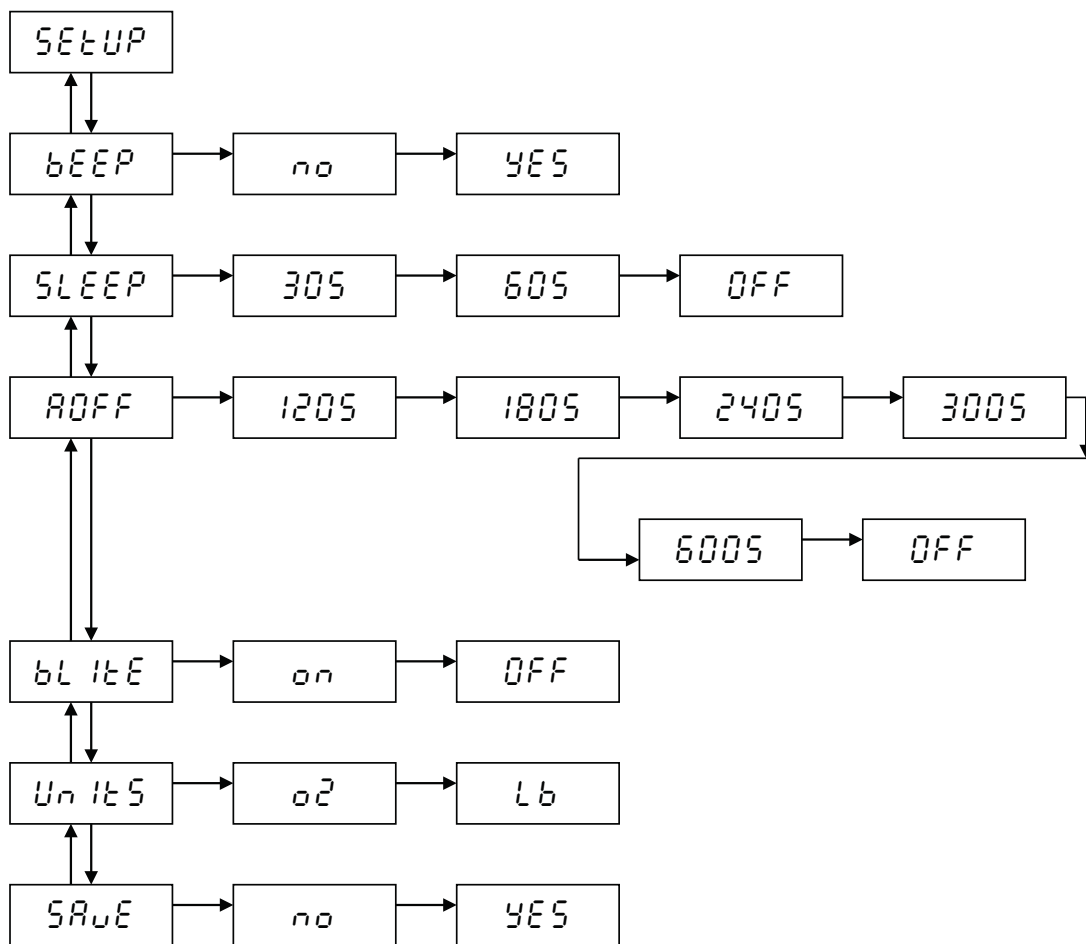 SEtUP
bEEP no YES
SLEEP 30S 60S OFF
AOFF 120S 180S 240S 300S
600S OFF
bLItE on OFF
UnItS oZ Lb
SAvE no YES